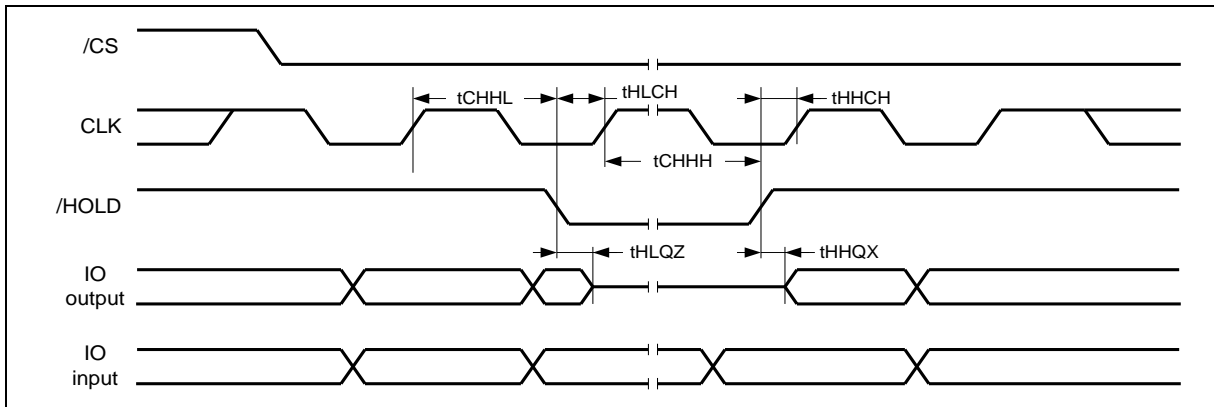 /CS
tCHHL
tHLCH
tHHCH
CLK
tCHHH
/HOLD
tHLQZ
tHHQX
IO
output
IO
input